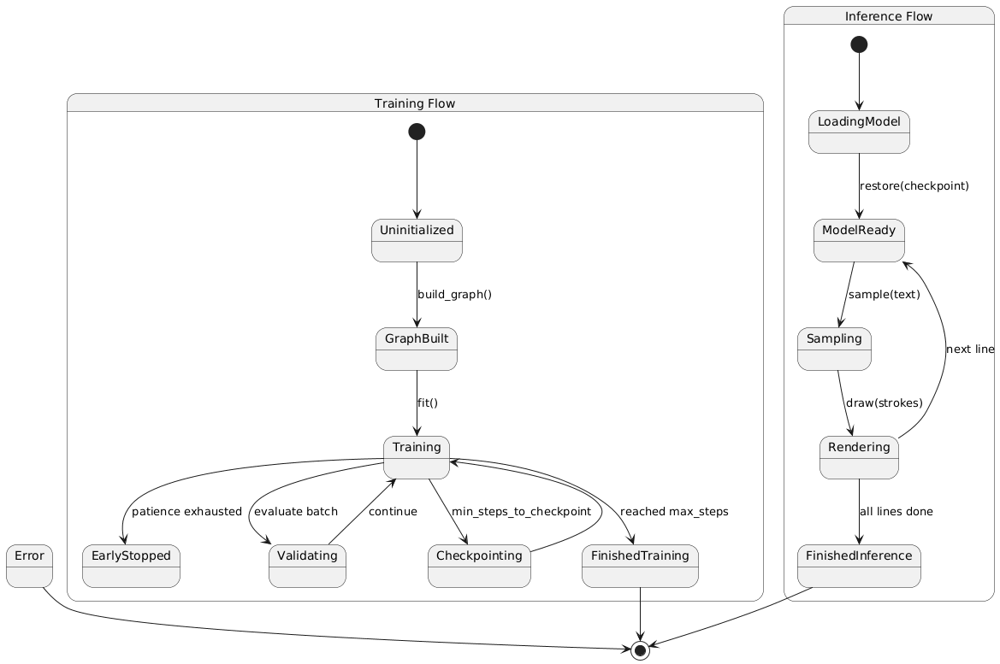 Inference Flow
LoadingModel
restore(checkpoint)
ModelReady
sample(text)
Sampling
next line
draw(strokes)
Rendering
all lines done
FinishedInference
Training Flow
Uninitialized
build_graph()
GraphBuilt
fit()
Training
patience exhausted
evaluate batch
continue
min_steps_to_checkpoint
reached max_steps
Error
EarlyStopped
Validating
Checkpointing
FinishedTraining